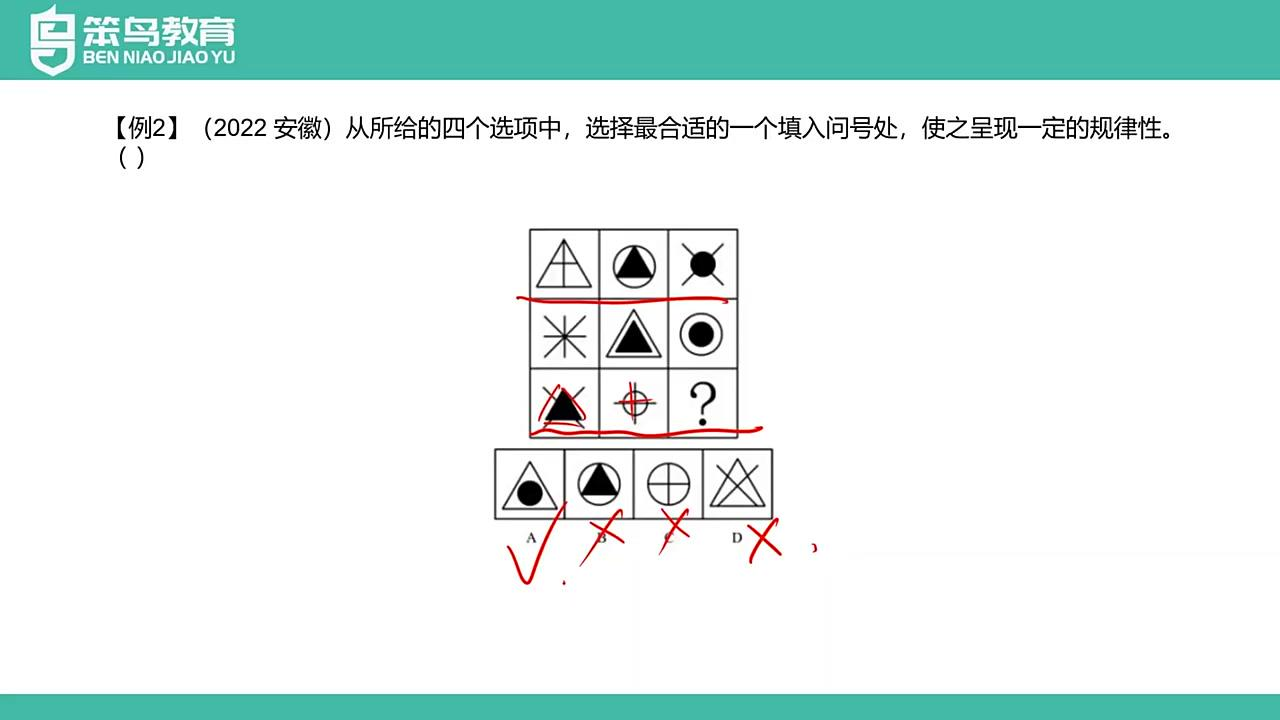 笨鸟教育
BEN NIAO JIAO YU
【例2】（2022 安徽）从所给的四个选项中，选择最合适的一个填入问号处，使之呈现一定的规律性。
（ ）
?
A B C D